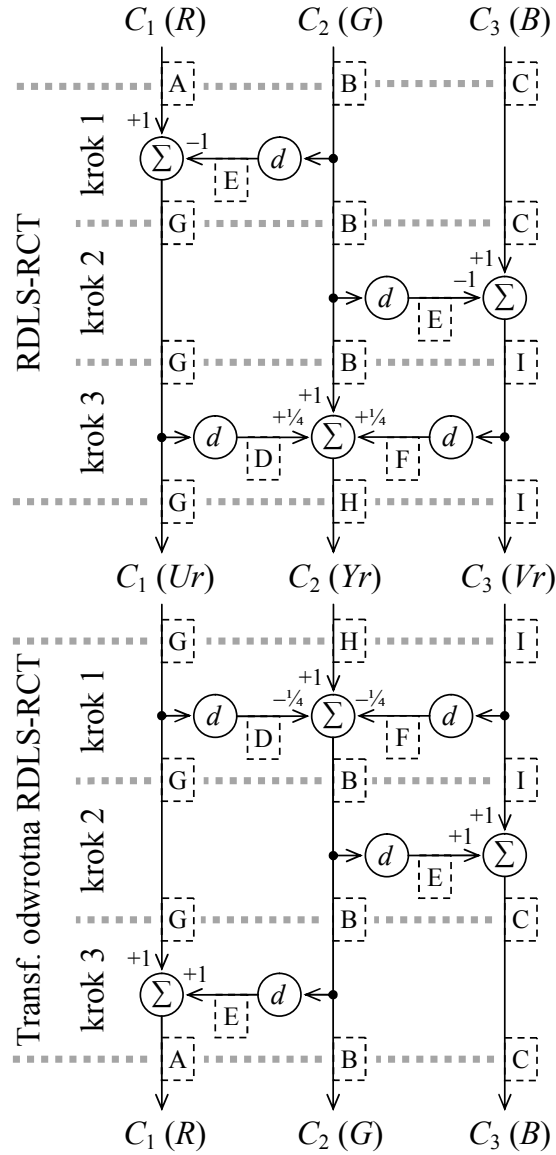 C₁ (R) C₂ (G) C₃ (B)
A B C
+1
krok 1
Σ −1 E d
G B C
RDLS-RCT
krok 2
+1
d E −1 Σ
G B I
krok 3
+1
d D +¼ Σ +¼ F d
G H I
C₁ (Ur) C₂ (Yr) C₃ (Vr)
G H I
Transf. odwrotna RDLS-RCT
krok 1
+1
d D −¼ Σ −¼ F d
G B I
krok 2
+1
d E +1 Σ
G B C
krok 3
+1
Σ +1 E d
A B C
C₁ (R) C₂ (G) C₃ (B)